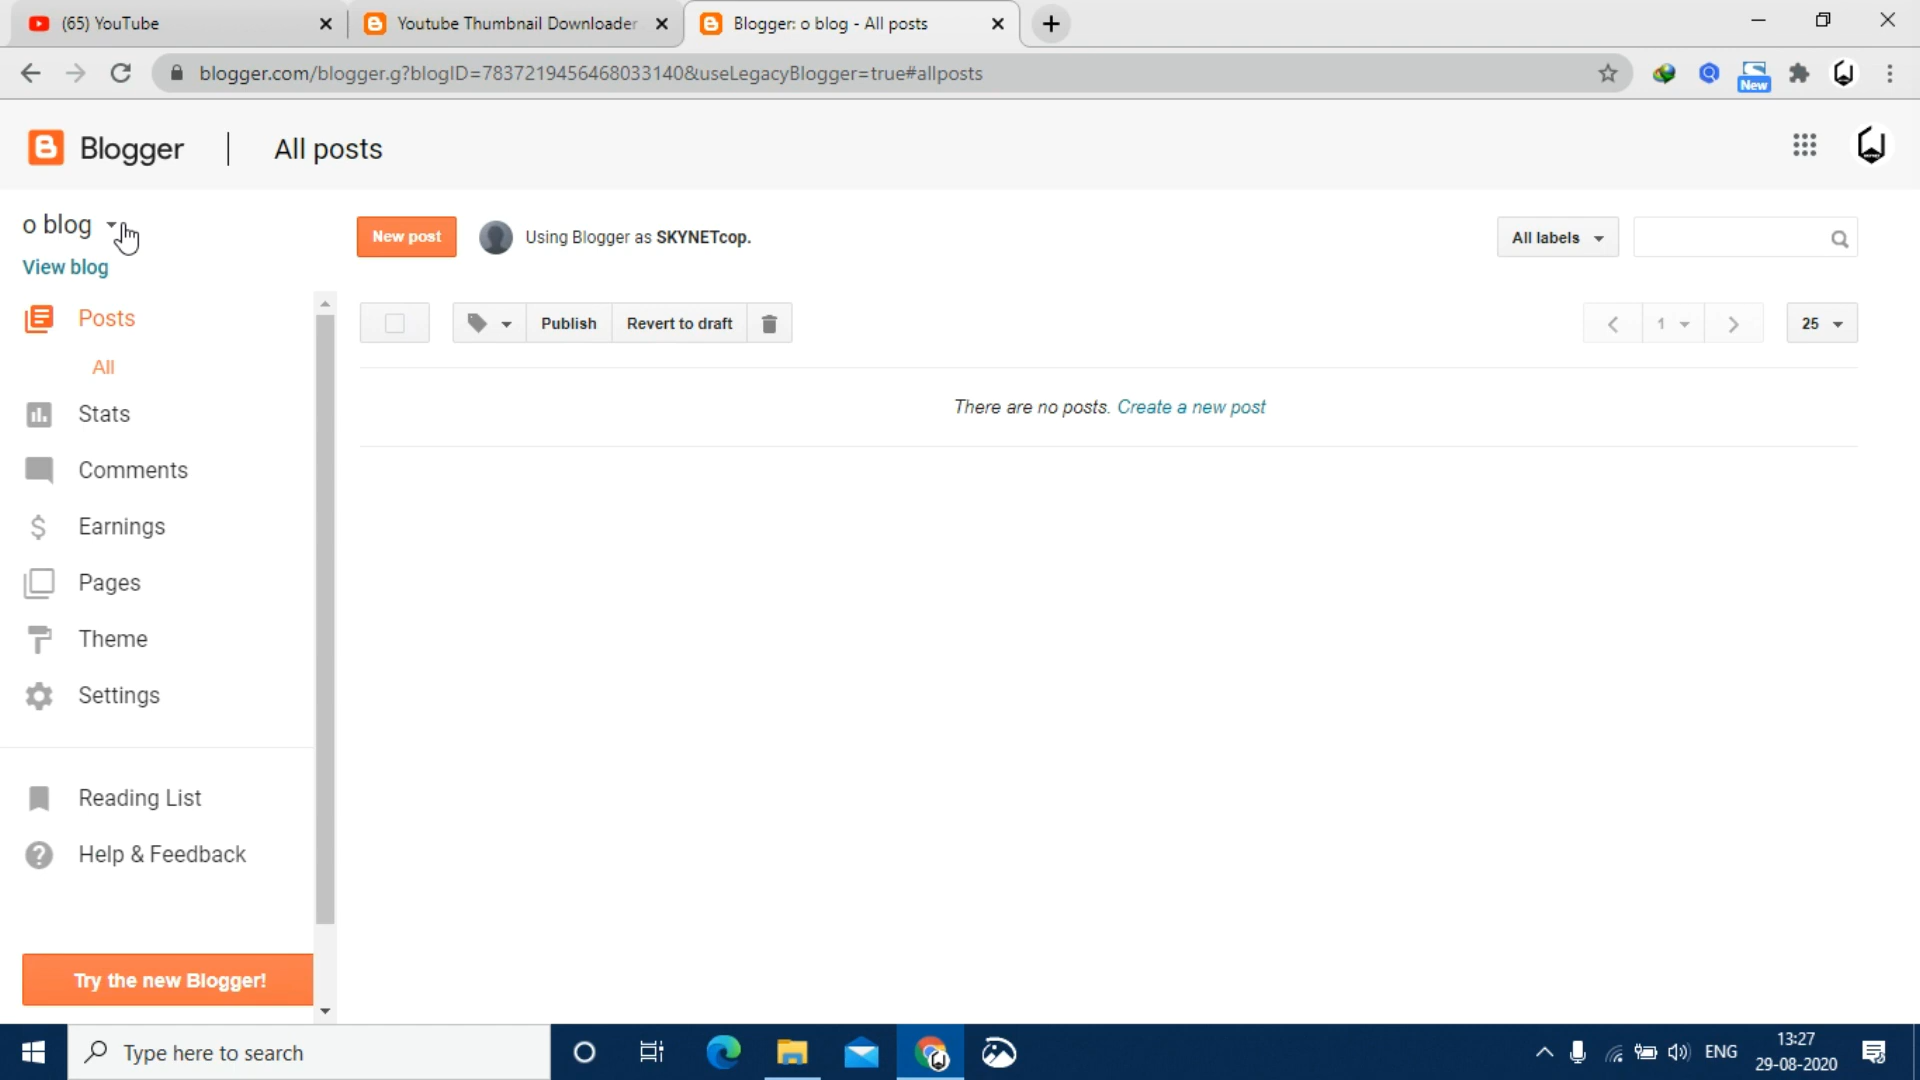 (65) YouTube
Youtube Thumbnail Downloader
Blogger: o blog - All posts
blogger.com/blogger.g?blogID=7837219456468033140&useLegacyBlogger=true#allposts
New
Blogger
All posts
o blog
View blog
New post
Using Blogger as SKYNETcop.
All labels
Posts
All
Stats
Comments
Earnings
Pages
Theme
Settings
Reading List
Help & Feedback
Try the new Blogger!
Publish
Revert to draft
1
25
There are no posts. Create a new post
Type here to search
ENG
13:27
29-08-2020